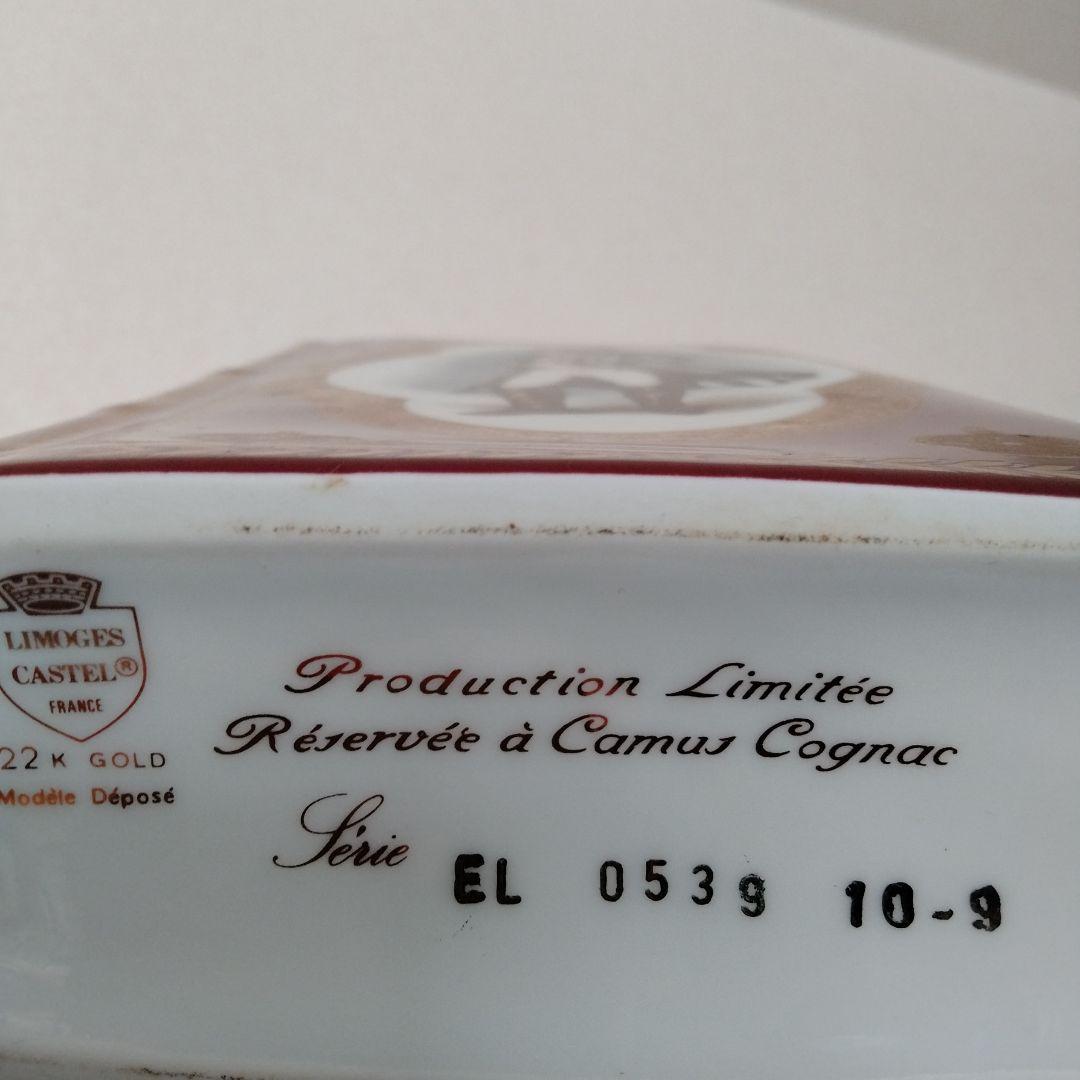 LIMOGES
CASTEL®
FRANCE
22 K GOLD
Modèle Déposé
Production Limitée
Réservée à Camus Cognac
Série EL 0539 10-9